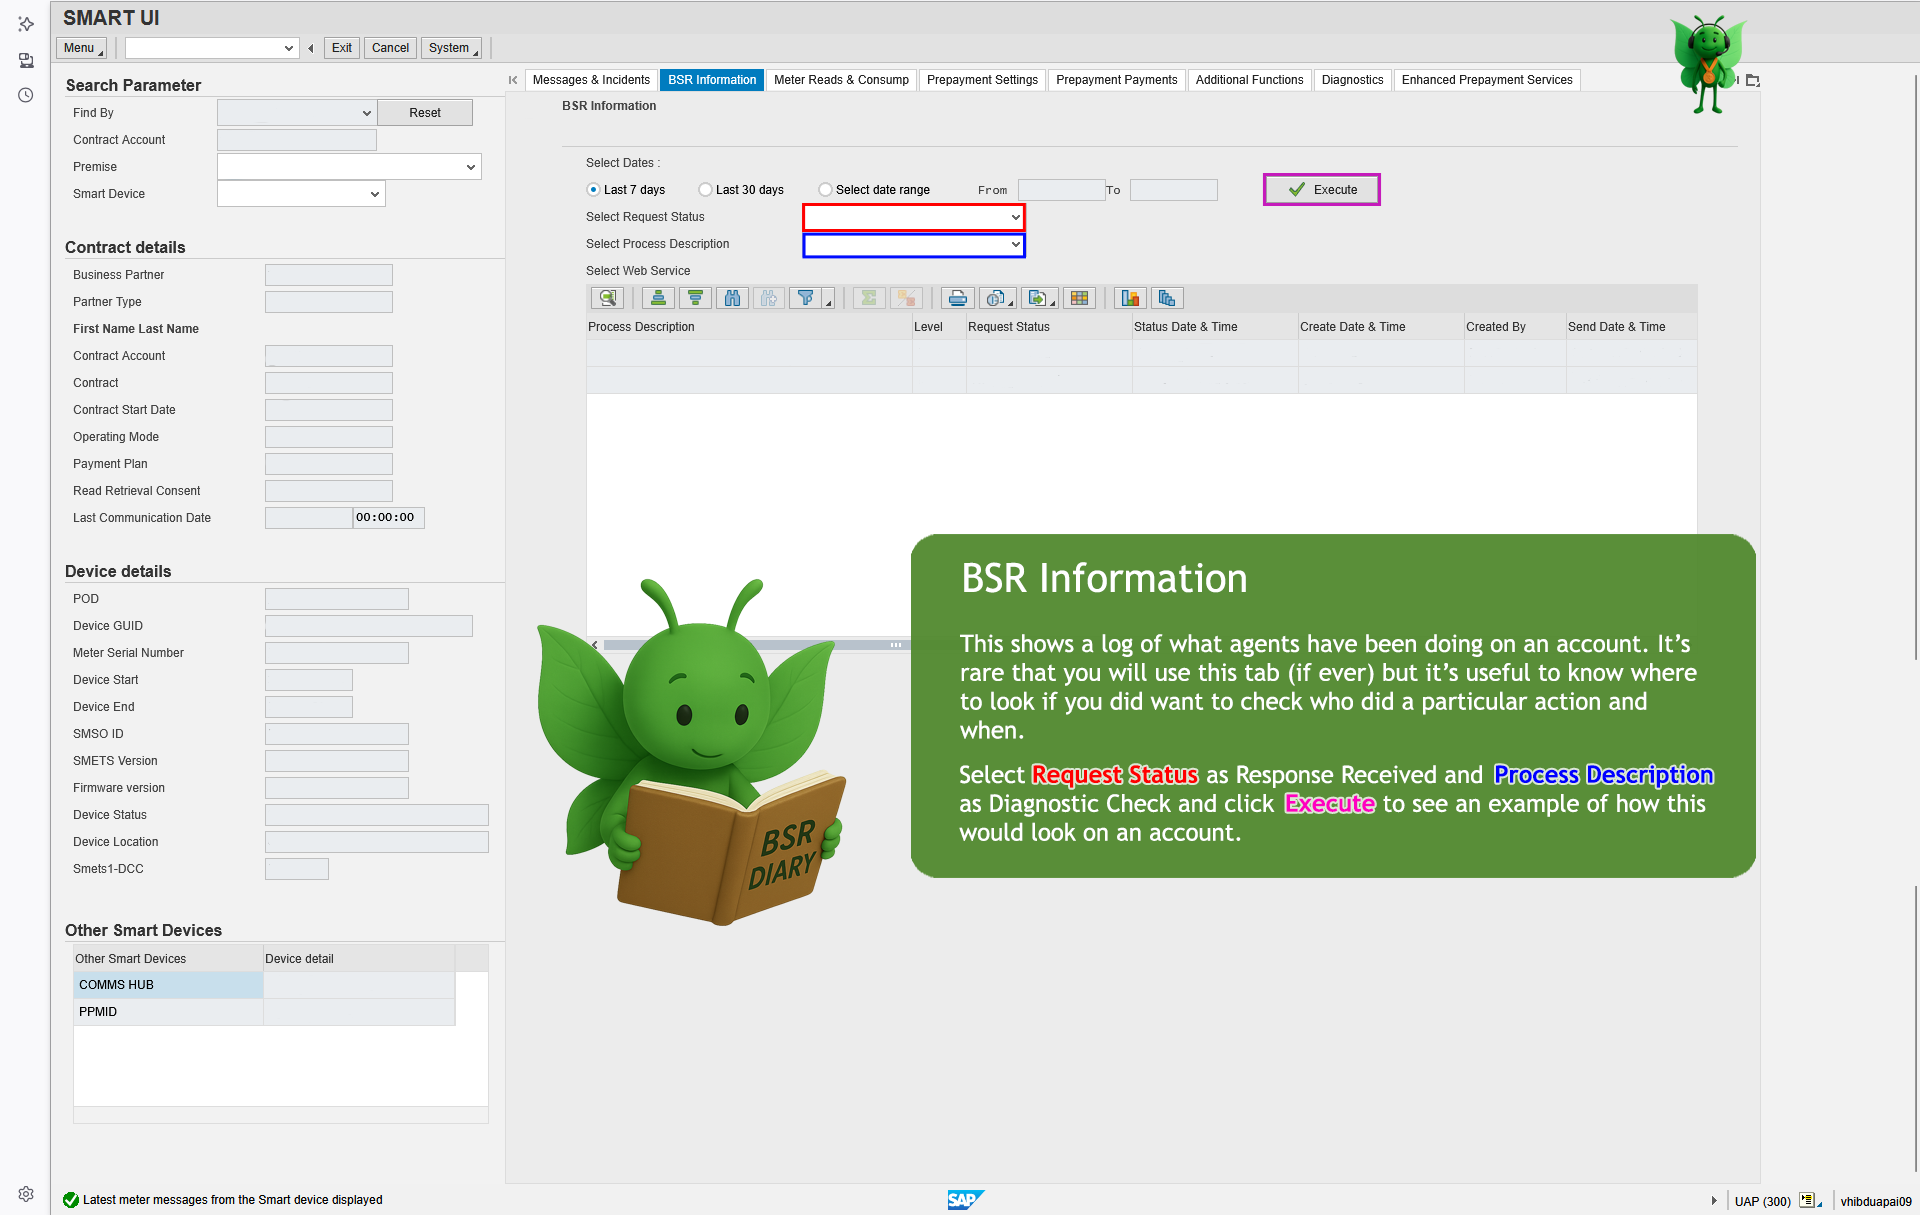 SMART UI
Menu
Exit
Cancel
System
Search Parameter
Find By
Reset
Contract Account
Premise
Smart Device
Contract details
Business Partner
Partner Type
First Name Last Name
Contract Account
Contract
Contract Start Date
Operating Mode
Payment Plan
Read Retrieval Consent
Last Communication Date 00:00:00
Device details
POD
Device GUID
Meter Serial Number
Device Start
Device End
SMSO ID
SMETS Version
Firmware version
Device Status
Device Location
Smets1-DCC
Other Smart Devices
Other Smart Devices Device detail
COMMS HUB
PPMID
Messages & Incidents BSR Information Meter Reads & Consump Prepayment Settings Prepayment Payments Additional Functions Diagnostics Enhanced Prepayment Services
BSR Information
Select Dates :
Last 7 days Last 30 days Select date range From To Execute
Select Request Status
Select Process Description
Select Web Service
Process Description Level Request Status Status Date & Time Create Date & Time Created By Send Date & Time
BSR Information
This shows a log of what agents have been doing on an account. It’s
rare that you will use this tab (if ever) but it’s useful to know where
to look if you did want to check who did a particular action and
when.
Select Request Status as Response Received and Process Description
as Diagnostic Check and click Execute to see an example of how this
would look on an account.
BSR
DIARY
Latest meter messages from the Smart device displayed
SAP
UAP (300)
vhibduapai09